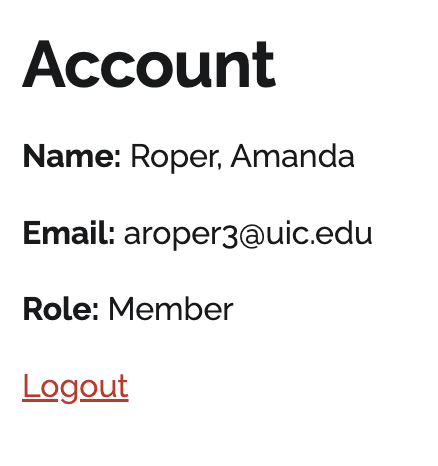 Account
Name: Roper, Amanda
Email: aroper3@uic.edu
Role: Member
Logout